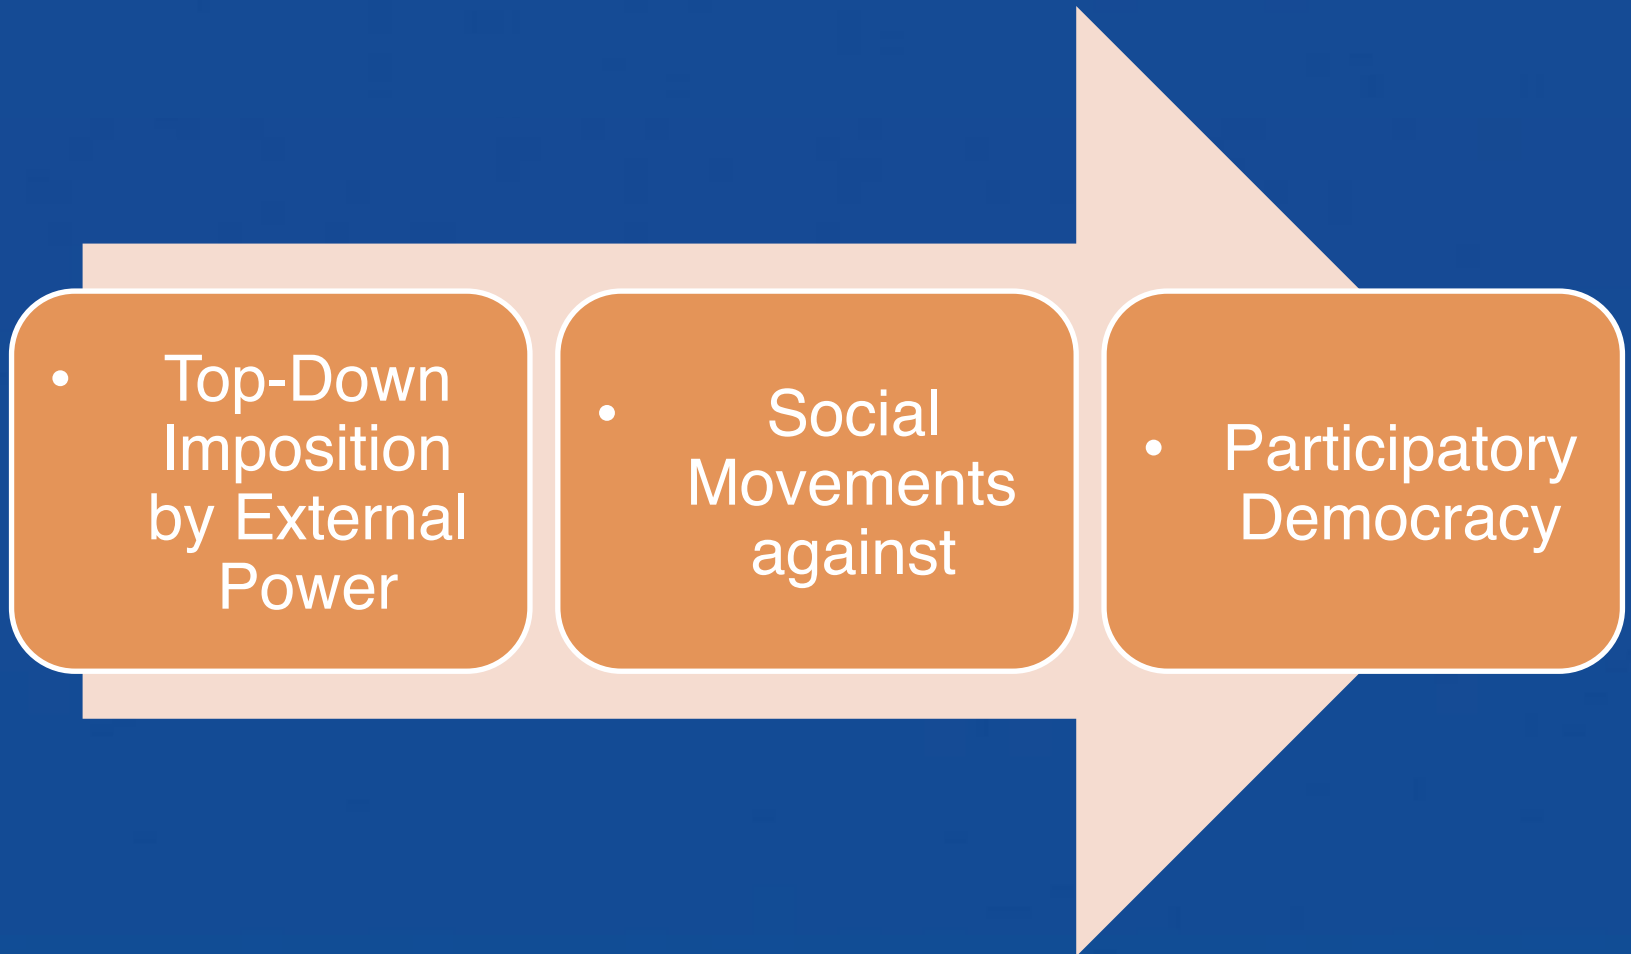 • Top-Down
Imposition
by External
Power
• Social
Movements
against
• Participatory
Democracy